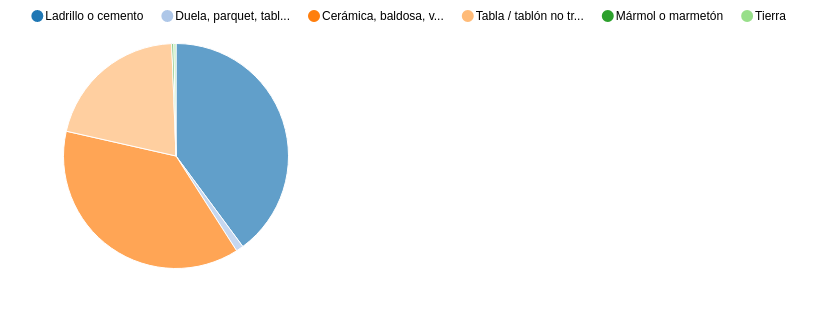 Ladrillo o cemento Duela, parquet, tabl... Cerámica, baldosa, v... Tabla / tablón no tr... Mármol o marmetón Tierra